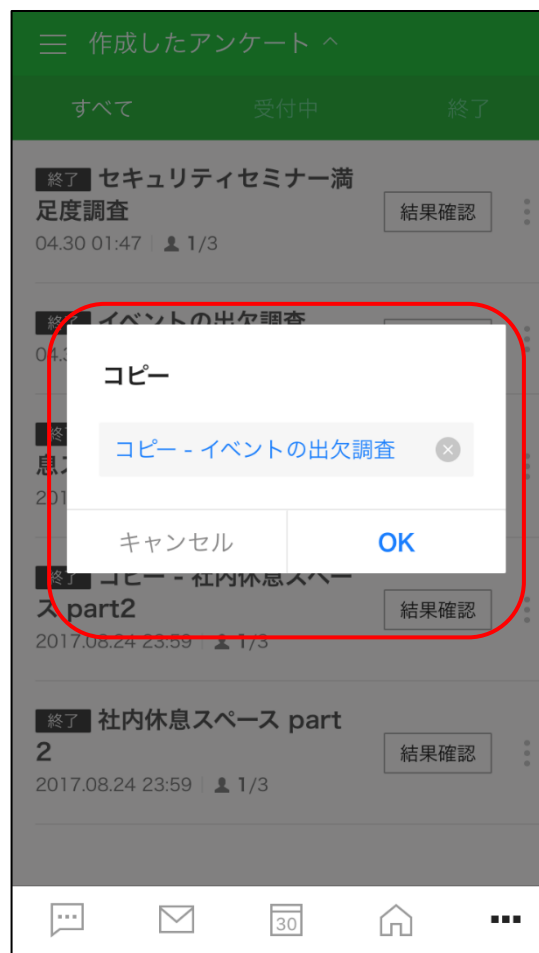 作成したアンケート
すべて 受付中 終了
終了 セキュリティセミナー満
足度調査
結果確認
04.30 01:47 1/3
終了 イベントの出欠調査
04.3
コピー
コピー - イベントの出欠調査
キャンセル OK
終
息ス
201
終了 コピー - 社内休息スペー
ス part2
結果確認
2017.08.24 23:59 1/3
終了 社内休息スペース part
2
結果確認
2017.08.24 23:59 1/3
30